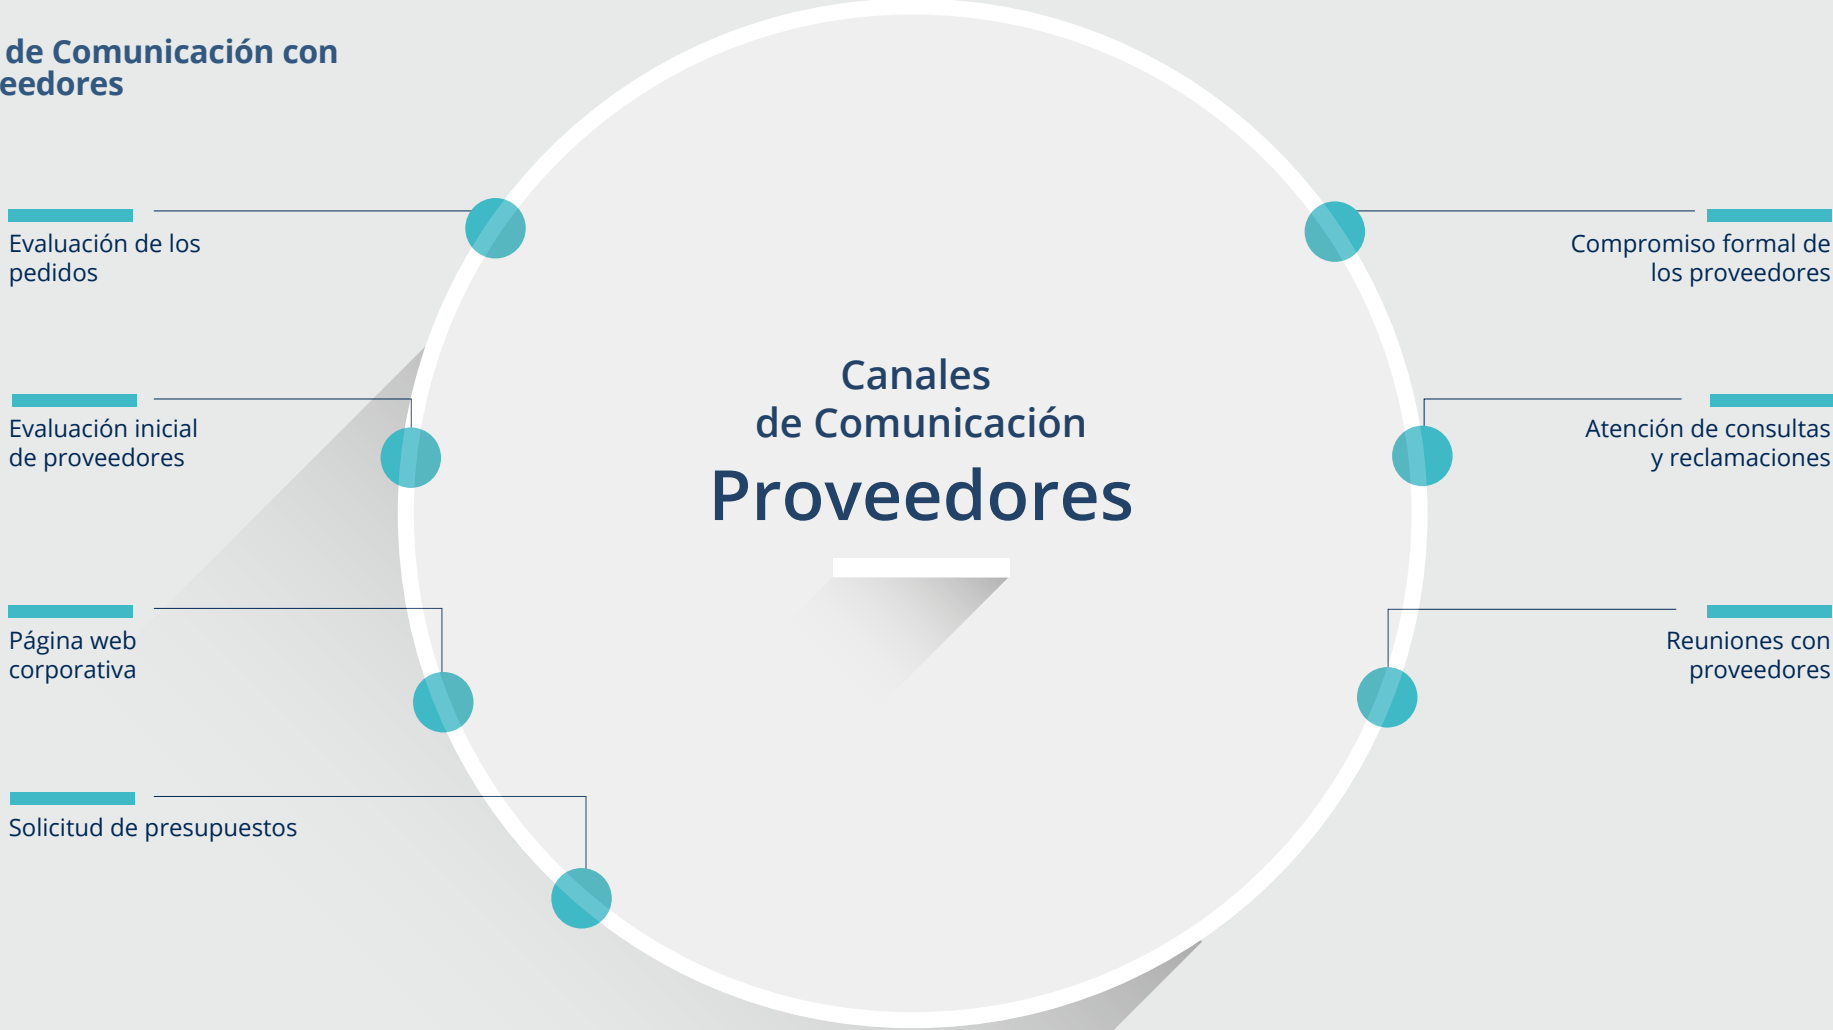 de Comunicación con
eedores
Evaluación de los
pedidos
Evaluación inicial
de proveedores
Página web
corporativa
Solicitud de presupuestos
Canales
de Comunicación
Proveedores
Compromiso formal de
los proveedores
Atención de consultas
y reclamaciones
Reuniones con
proveedores